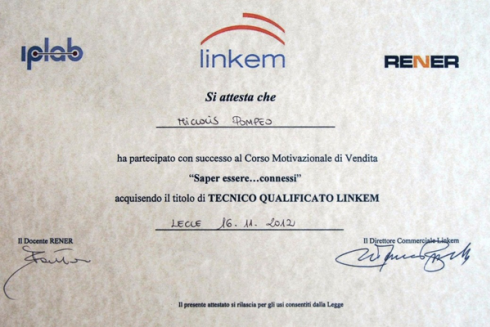 iplab
linkem
RENER
Si attesta che
Pompeo
ha partecipato con successo al Corso Motivazionale di Vendita
“Saper essere…connessi”
acquisendo il titolo di TECNICO QUALIFICATO LINKEM
LECCE 16.11.2012
Il Docente RENER
Il Direttore Commerciale Linkem
Il presente attestato si rilascia per gli usi consentiti dalla Legge